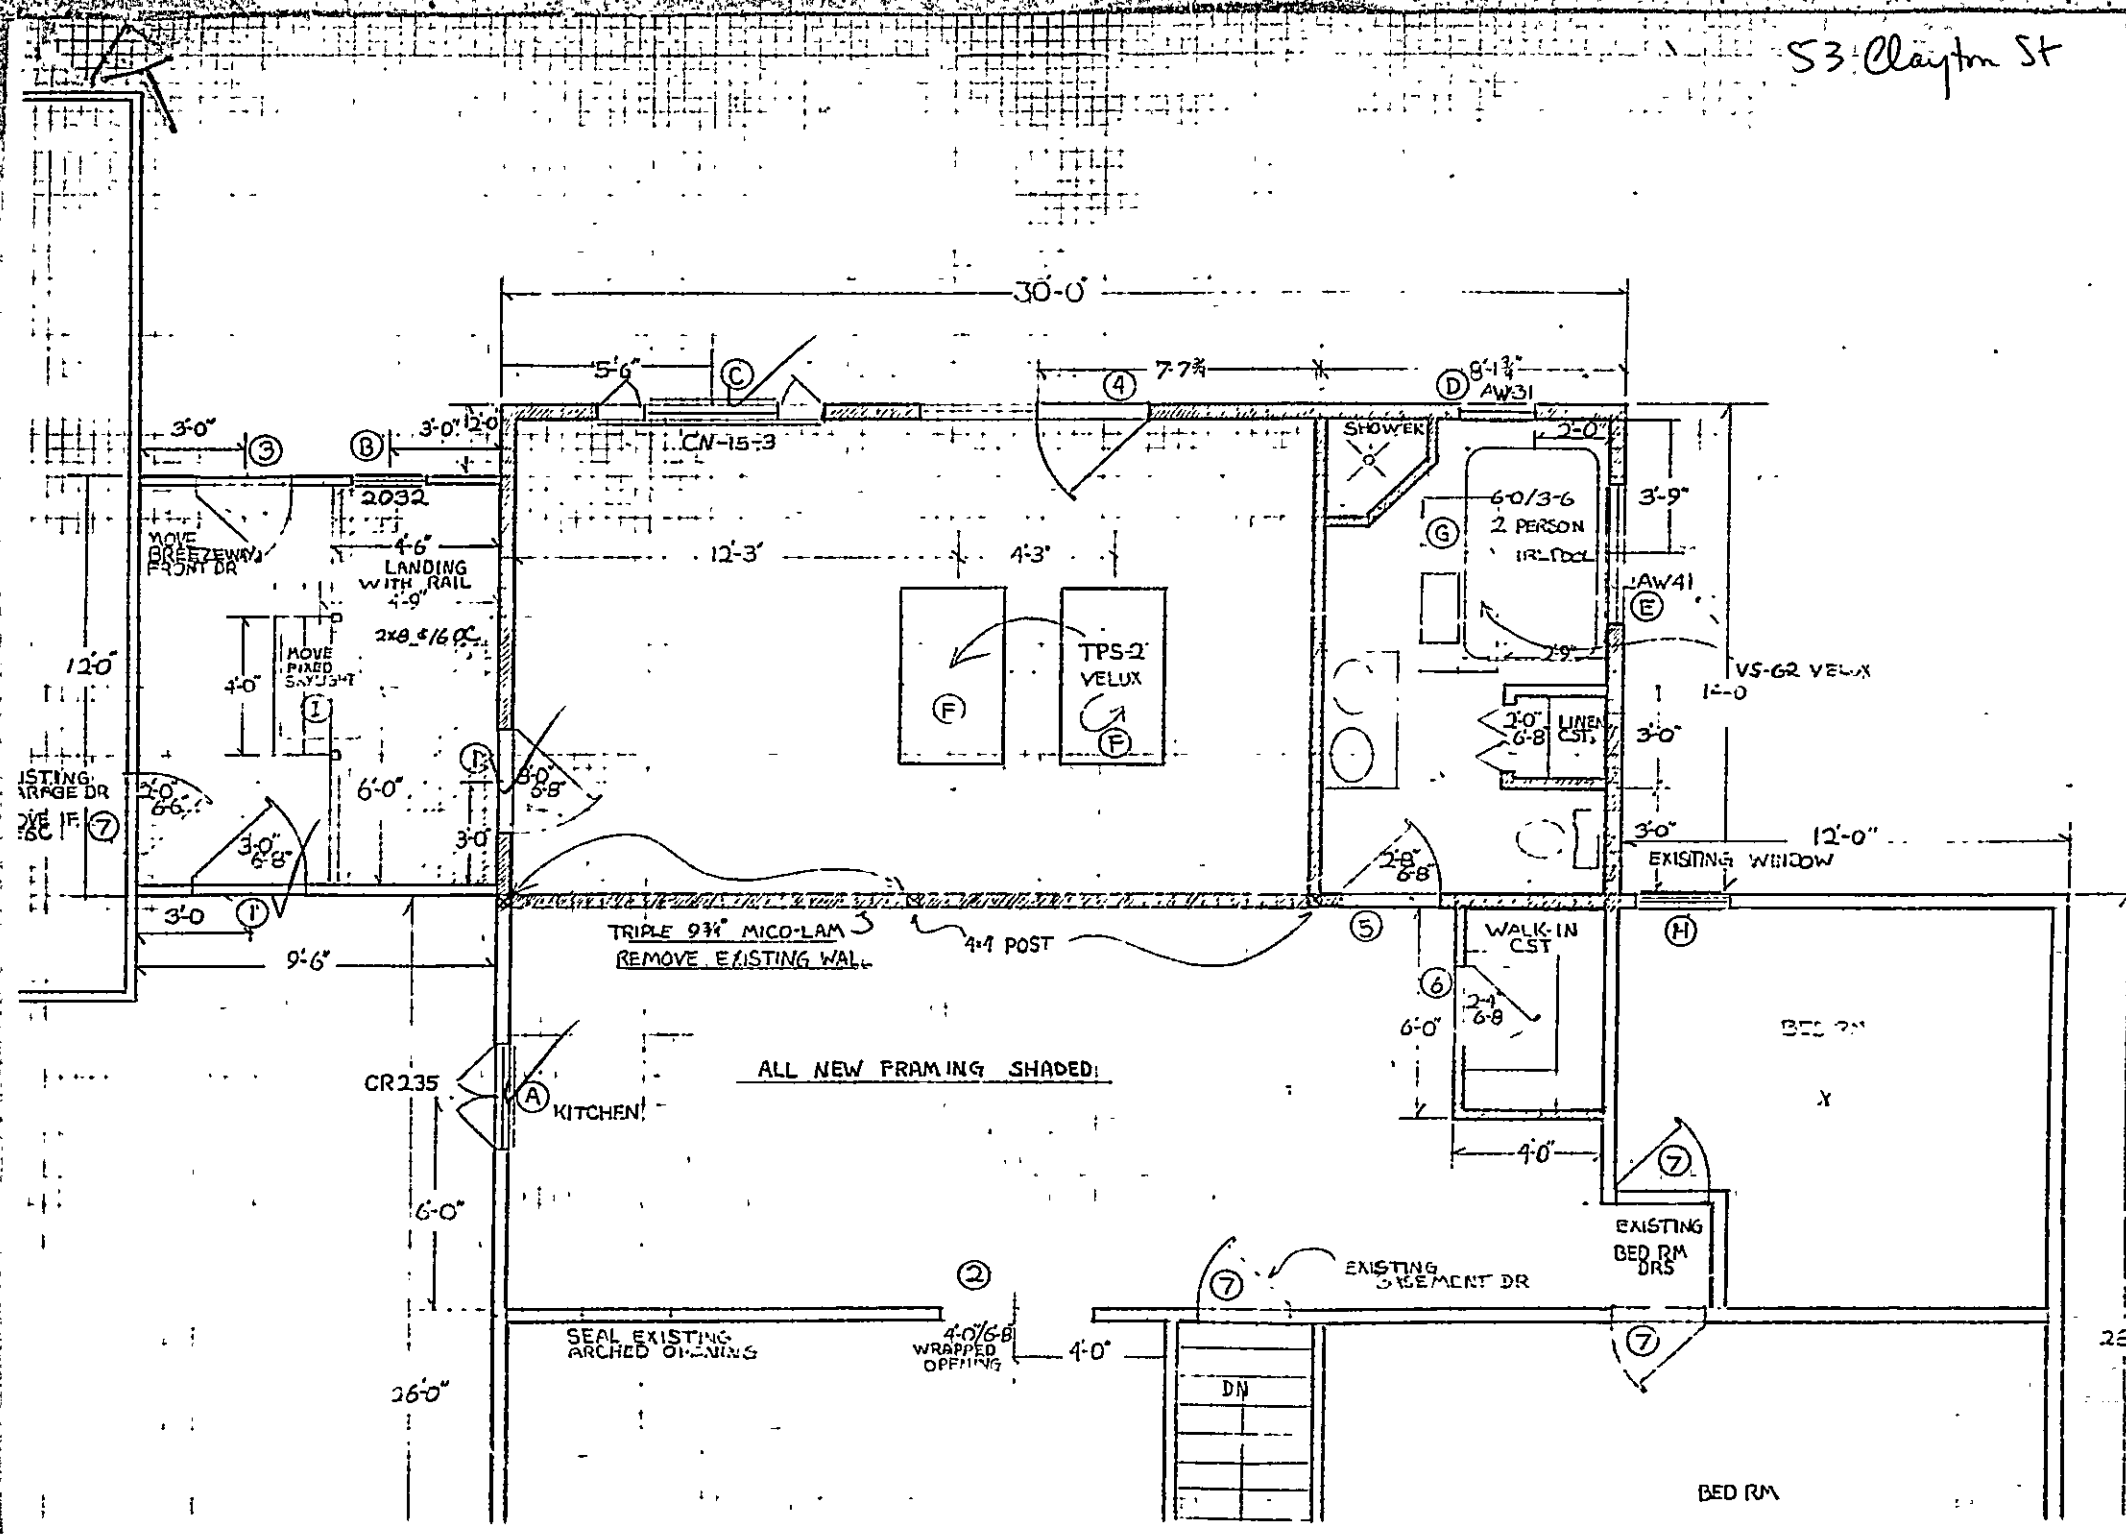 53 Clayton St
30'-0"
5'-6"
C
4
7-7¾
D
8'-1¾"
AW31
3'-0"
3
B
3'-0"
2'-0
CN-15-3
SHOWER
2'-0"
2032
3'-9"
6-0/3-6
2 PERSON
G
MOVE
BREEZEWAY
FRONT DR
4'-6"
LANDING
WITH RAIL
4'-9"
12'-3"
4'-3"
AW41
E
2x8 @ 16 OC
12'-0"
MOVE
FIXED
SKYLIGHT
I
4'-0"
TPS-2
VELUX
F
F
2'9"
VS-G2 VELUX
2'-0"
6-8
LINEN
CST
3'-0"
1
3'-0"
6-8
6'-0"
3'-0"
2'-0"
6-6
7
3'-0"
6-8
2'-8"
6-8
3'-0"
12'-0"
EXISTING WINDOW
3'-0
1
9'-6"
TRIPLE 9¾" MICO-LAM
REMOVE EXISTING WALL
4x4 POST
5
WALK-IN
CST
H
6
2-4"
6-8
6'-0"
BED RM
X
ALL NEW FRAMING SHADED
CR235
A
KITCHEN
4'-0"
7
6'-0"
EXISTING
BED RM
DRS
2
7
EXISTING
BASEMENT DR
SEAL EXISTING
ARCHED OPENING
4'-0/6-8
WRAPPED
OPENING
4'-0"
7
26'-0"
DN
BED RM